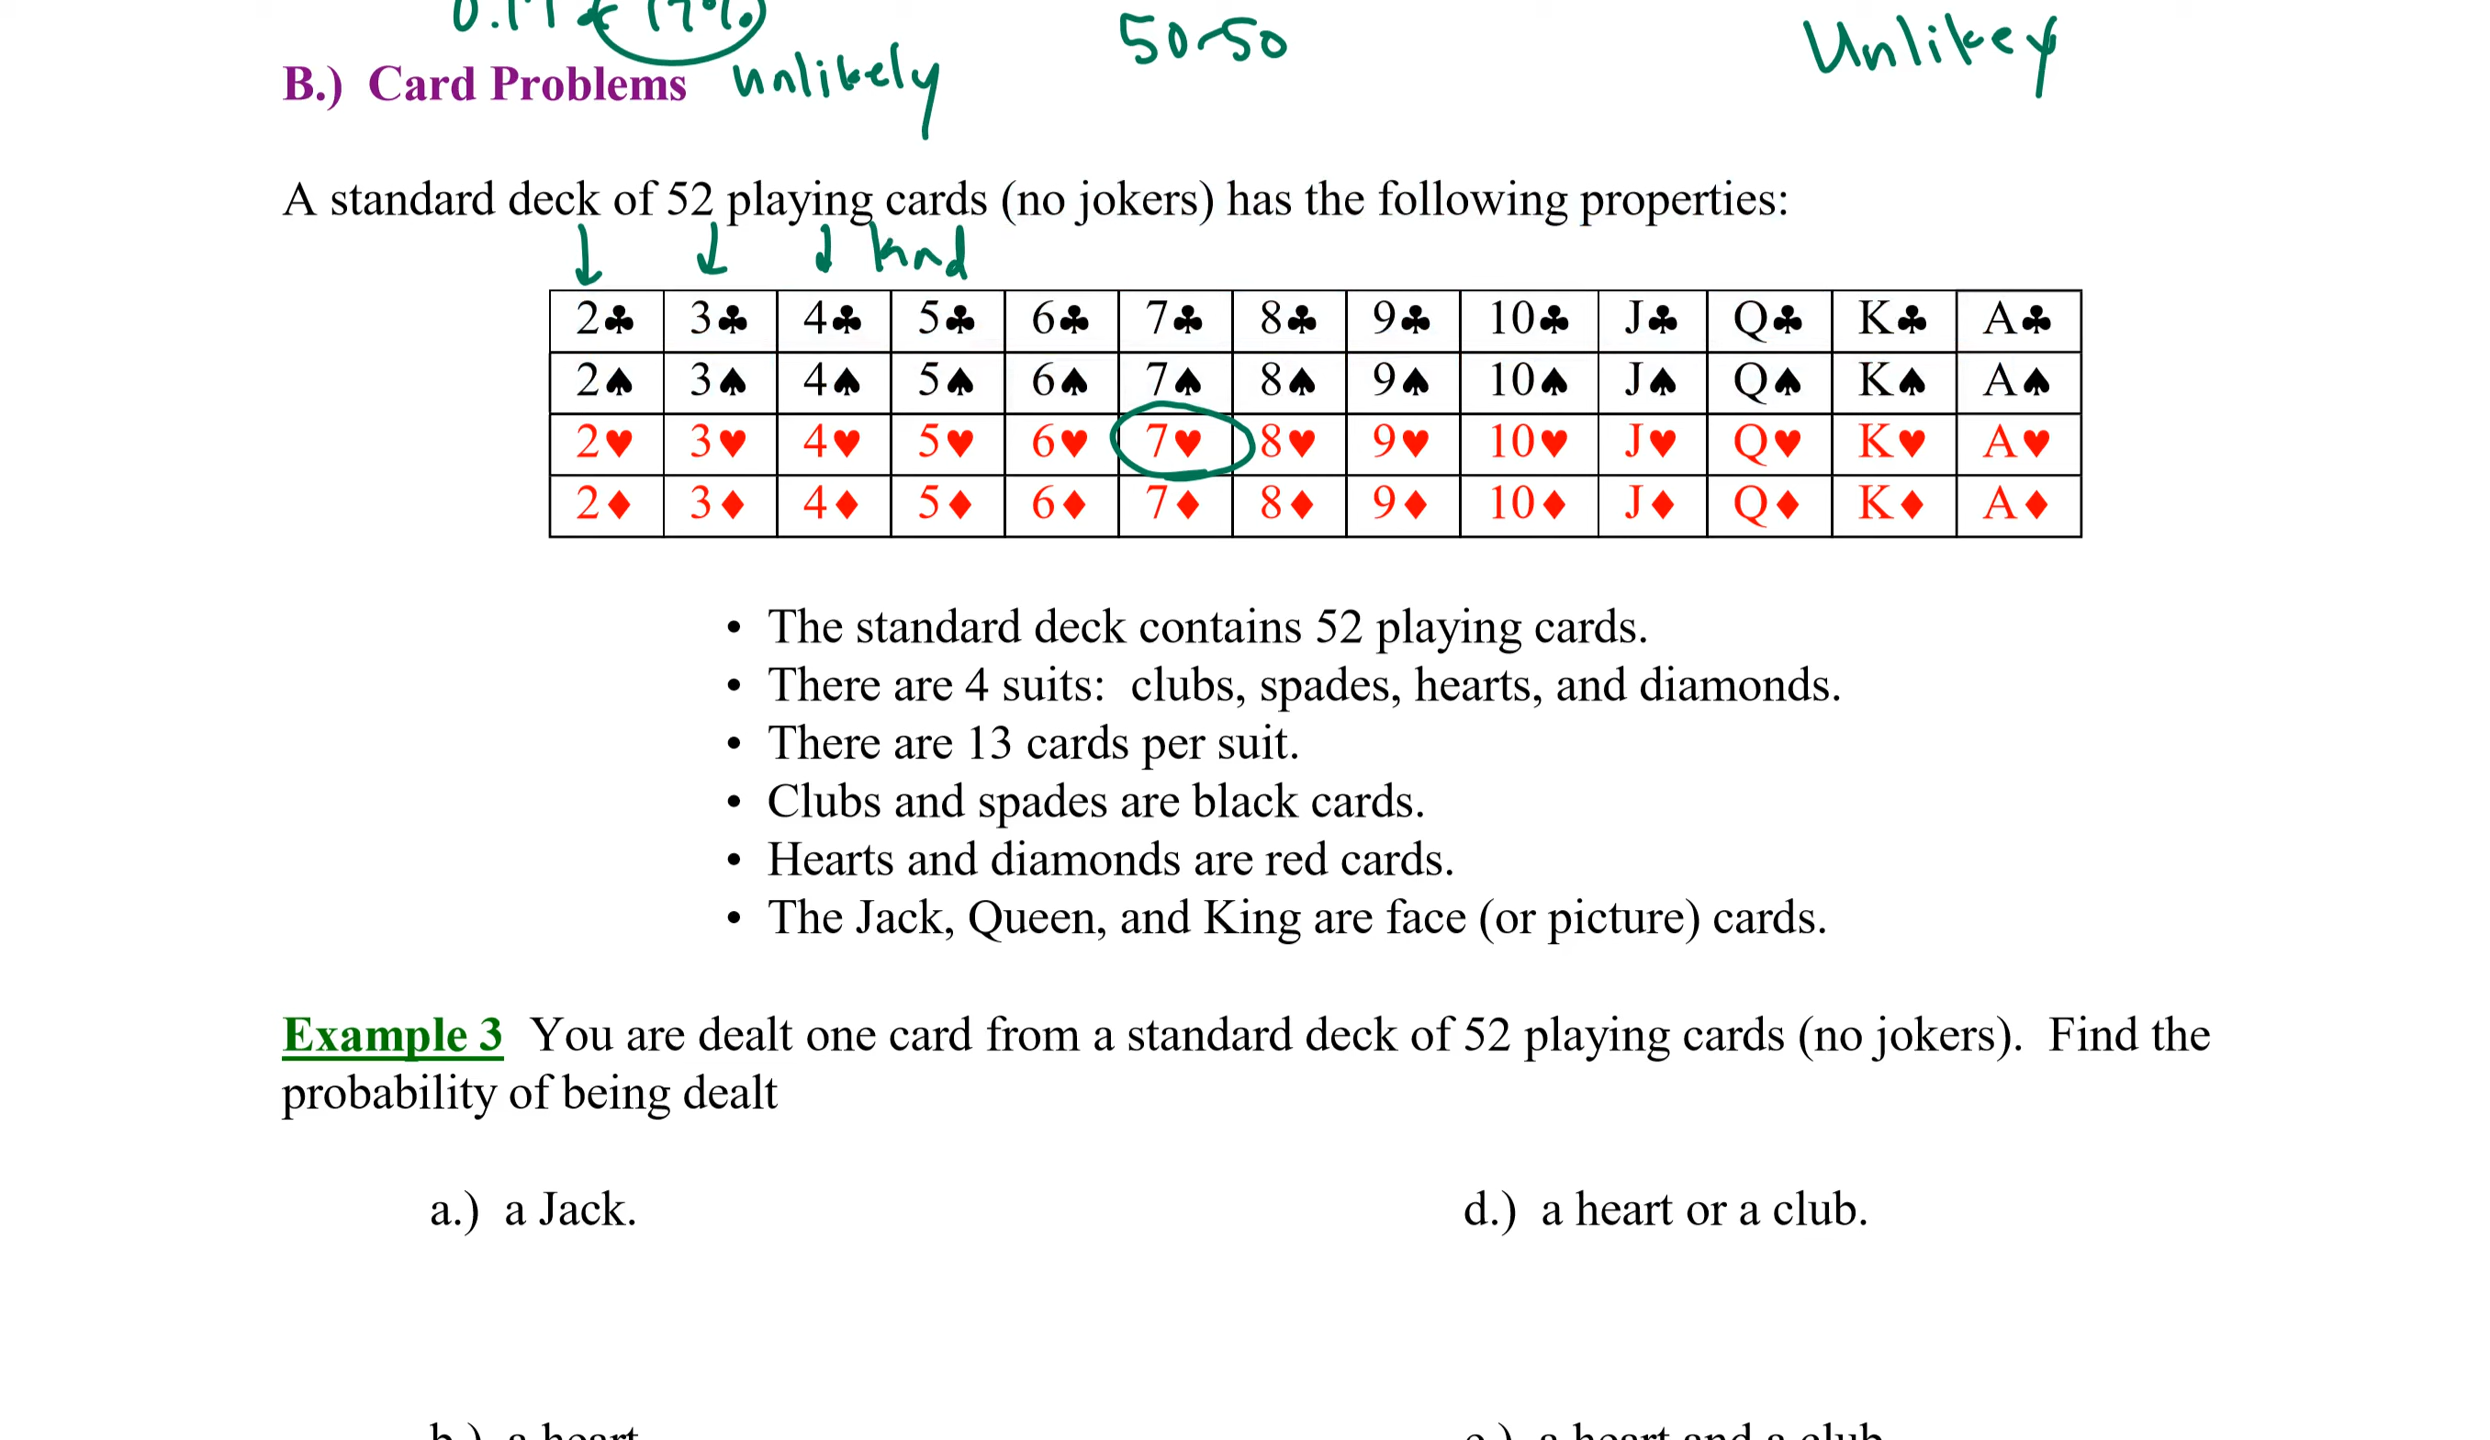 50-50
Unlikey
B.) Card Problems unlikely
A standard deck of 52 playing cards (no jokers) has the following properties:
kind
2♣ 3♣ 4♣ 5♣ 6♣ 7♣ 8♣ 9♣ 10♣ J♣ Q♣ K♣ A♣
2♠ 3♠ 4♠ 5♠ 6♠ 7♠ 8♠ 9♠ 10♠ J♠ Q♠ K♠ A♠
2♥ 3♥ 4♥ 5♥ 6♥ 7♥ 8♥ 9♥ 10♥ J♥ Q♥ K♥ A♥
2♦ 3♦ 4♦ 5♦ 6♦ 7♦ 8♦ 9♦ 10♦ J♦ Q♦ K♦ A♦
• The standard deck contains 52 playing cards.
• There are 4 suits: clubs, spades, hearts, and diamonds.
• There are 13 cards per suit.
• Clubs and spades are black cards.
• Hearts and diamonds are red cards.
• The Jack, Queen, and King are face (or picture) cards.
Example 3 You are dealt one card from a standard deck of 52 playing cards (no jokers). Find the
probability of being dealt
a.) a Jack.
d.) a heart or a club.
b.) a heart
e.) a heart and a club